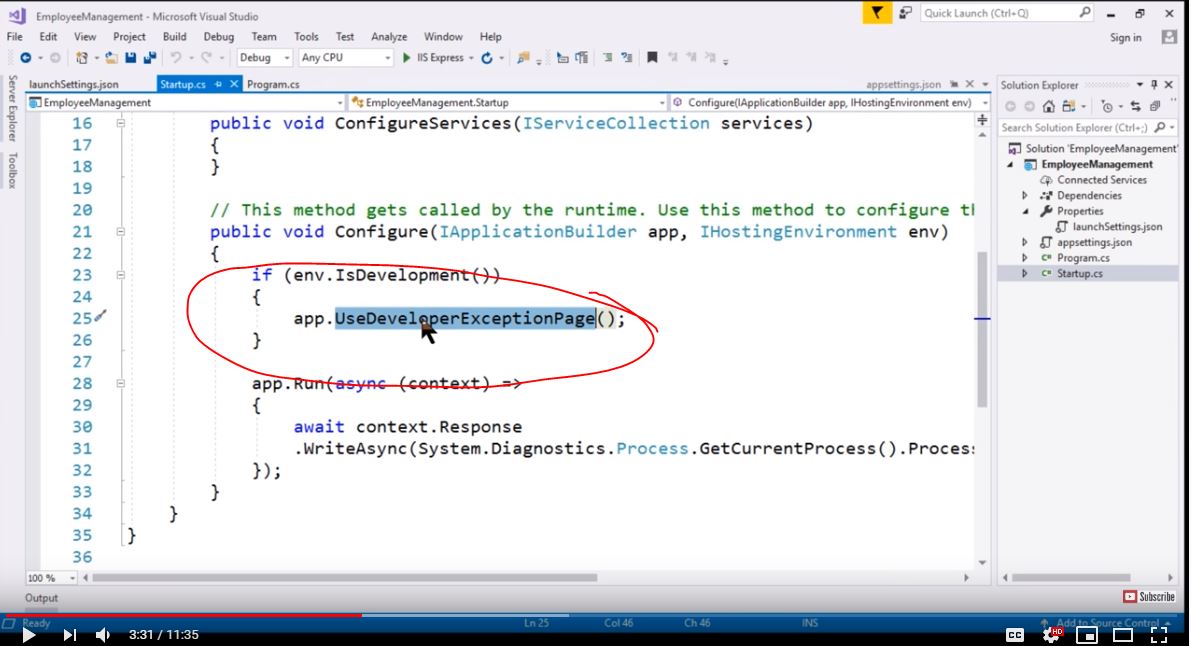 EmployeeManagement - Microsoft Visual Studio
Quick Launch (Ctrl+Q)
File Edit View Project Build Debug Team Tools Test Analyze Window Help
Sign in
Debug Any CPU IIS Express
Server Explorer
Toolbox
launchSettings.json Startup.cs Program.cs appsettings.json
EmployeeManagement EmployeeManagement.Startup Configure(IApplicationBuilder app, IHostingEnvironment env)
16 public void ConfigureServices(IServiceCollection services)
17 {
18 }
19
20 // This method gets called by the runtime. Use this method to configure th
21 public void Configure(IApplicationBuilder app, IHostingEnvironment env)
22 {
23 if (env.IsDevelopment())
24 {
25 app.UseDeveloperExceptionPage();
26 }
27
28 app.Run(async (context) =>
29 {
30 await context.Response
31 .WriteAsync(System.Diagnostics.Process.GetCurrentProcess().Process
32 });
33 }
34 }
35 }
36
100 %
Output
Solution Explorer
Search Solution Explorer (Ctrl+;)
Solution 'EmployeeManagement'
EmployeeManagement
Connected Services
Dependencies
Properties
launchSettings.json
appsettings.json
C# Program.cs
C# Startup.cs
Subscribe
Ready Ln 25 Col 46 Ch 46 INS Add to Source Control
3:31 / 11:35
CC HD